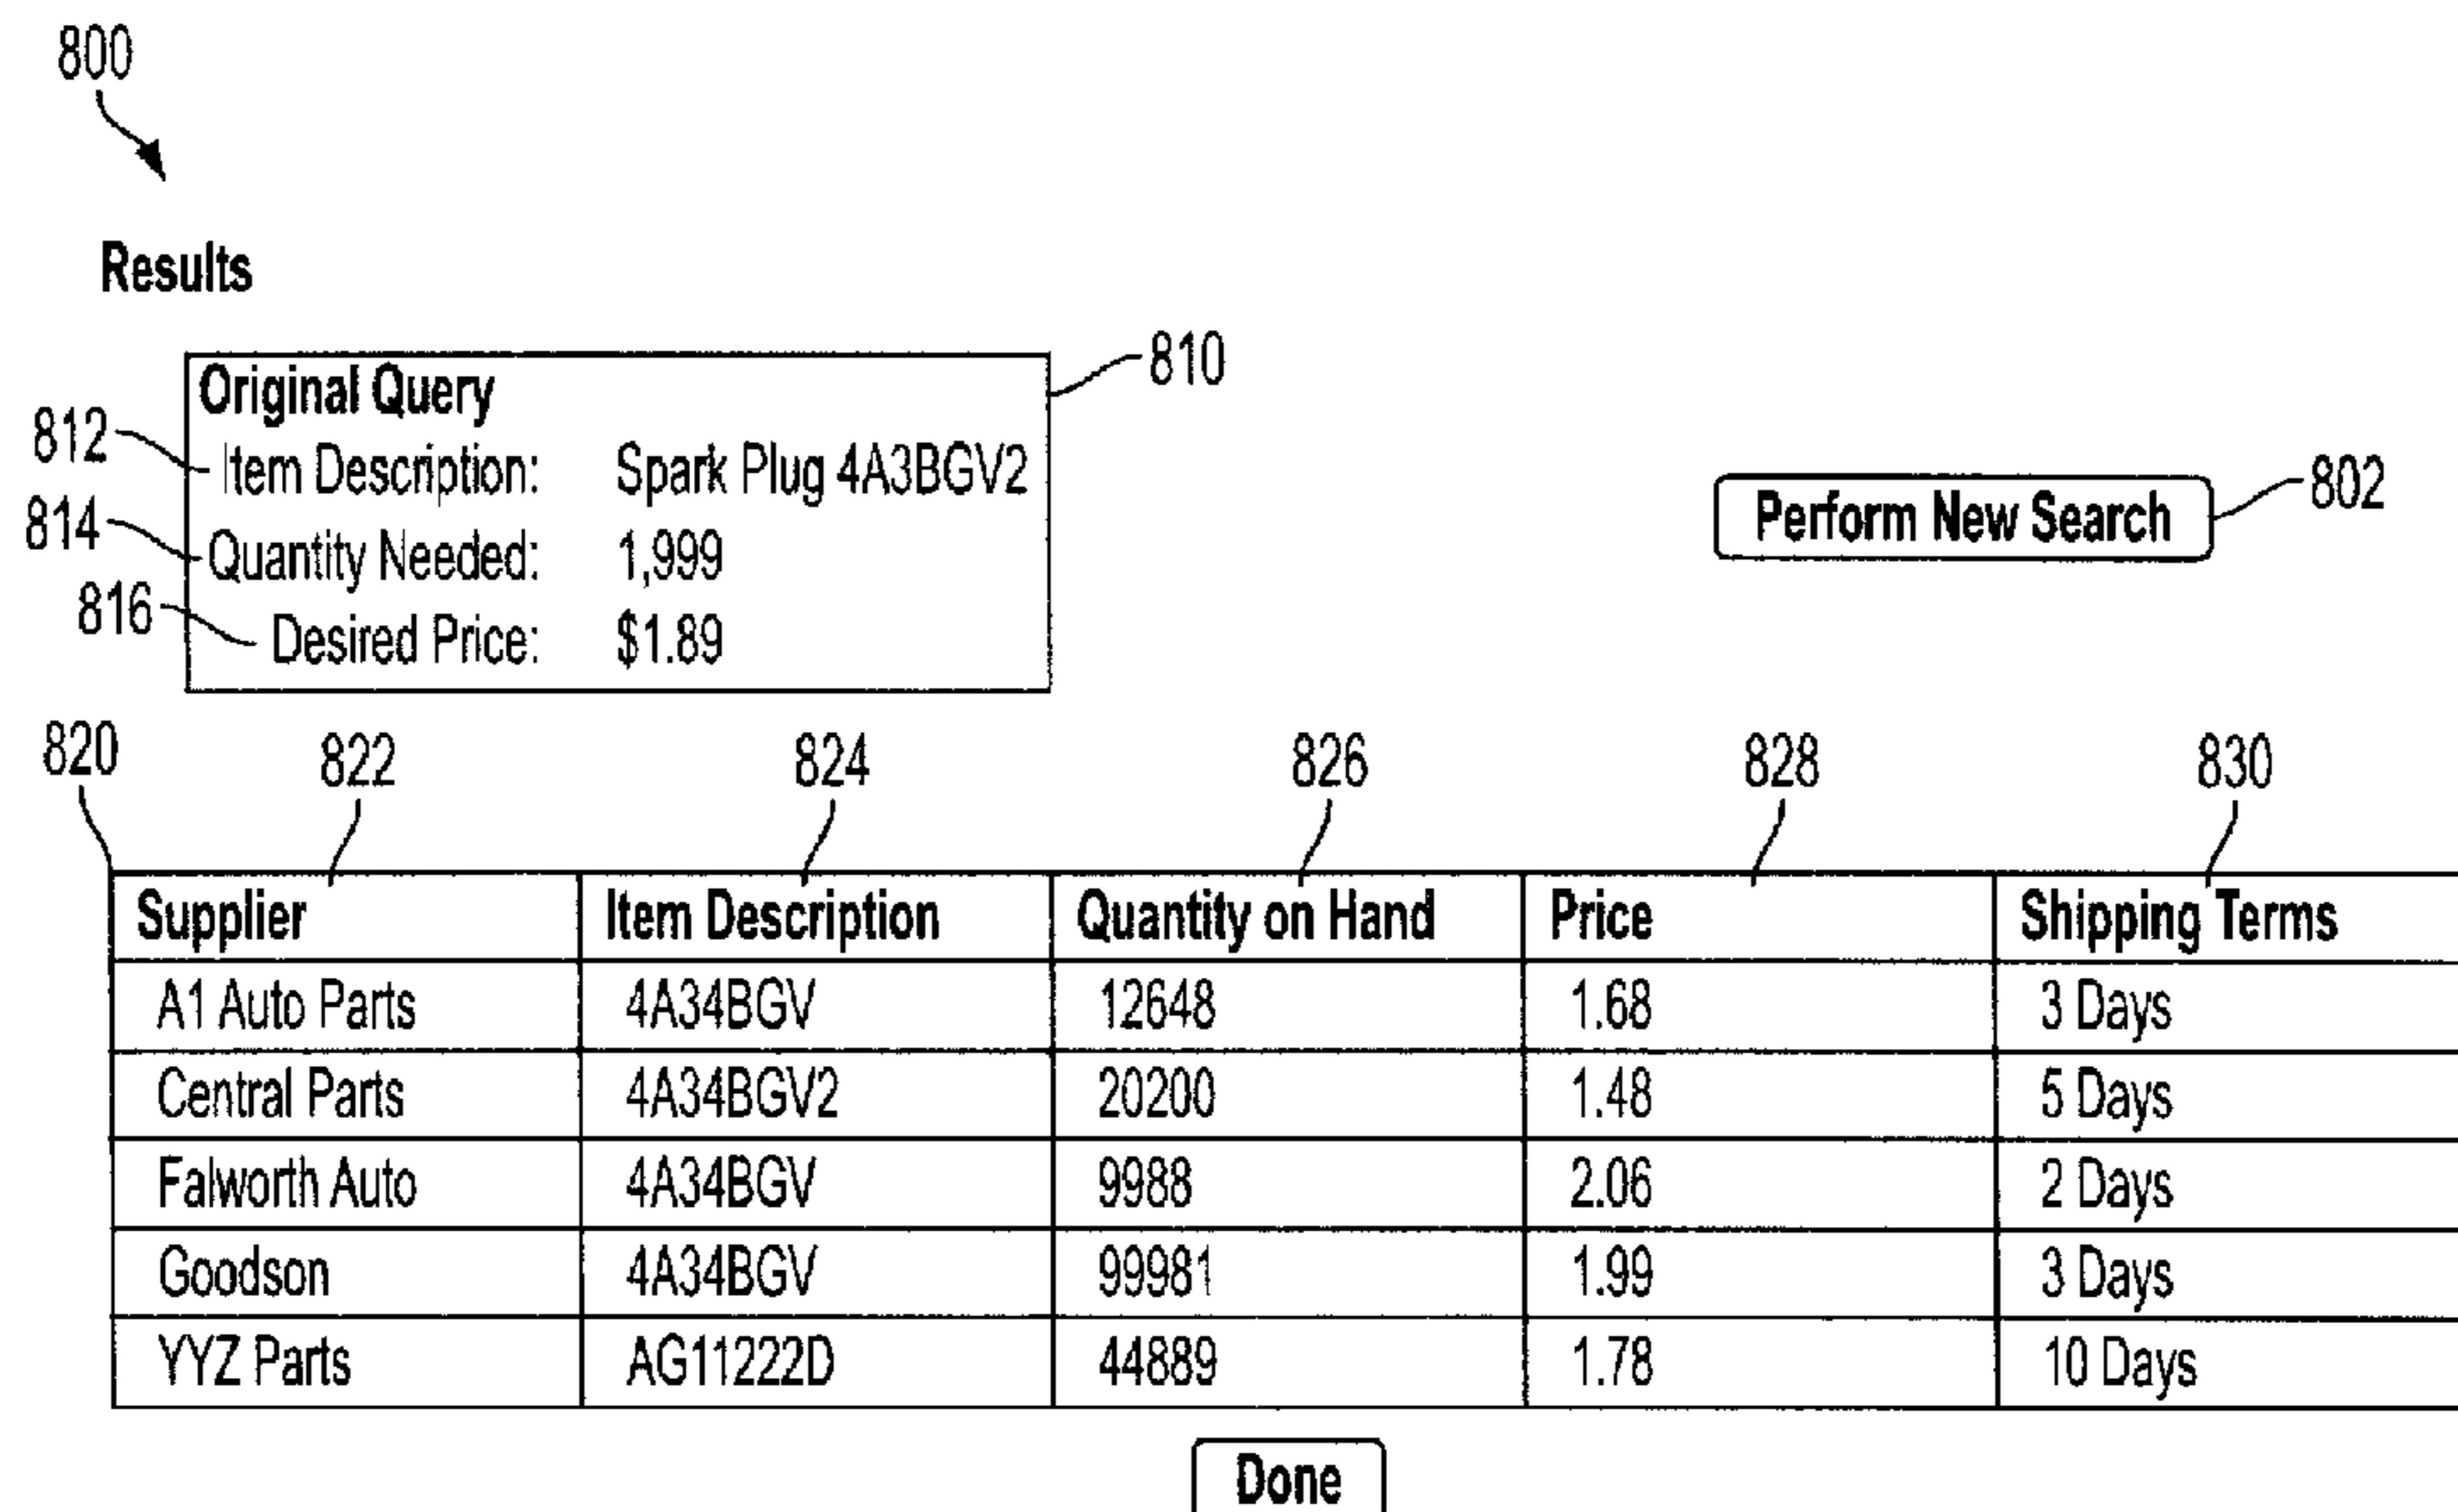 800
Results
810
Original Query
812
Item Description: Spark Plug 4A3BGV2
802
Perform New Search
814
Quantity Needed: 1,999
816
Desired Price: $1.89
820 822 824 826 828 830
Supplier Item Description Quantity on Hand Price Shipping Terms
A1 Auto Parts 4A34BGV 12648 1.68 3 Days
Central Parts 4A34BGV2 20200 1.48 5 Days
Falworth Auto 4A34BGV 9988 2.06 2 Days
Goodson 4A34BGV 99981 1.99 3 Days
YYZ Parts AG11222D 44889 1.78 10 Days
Done